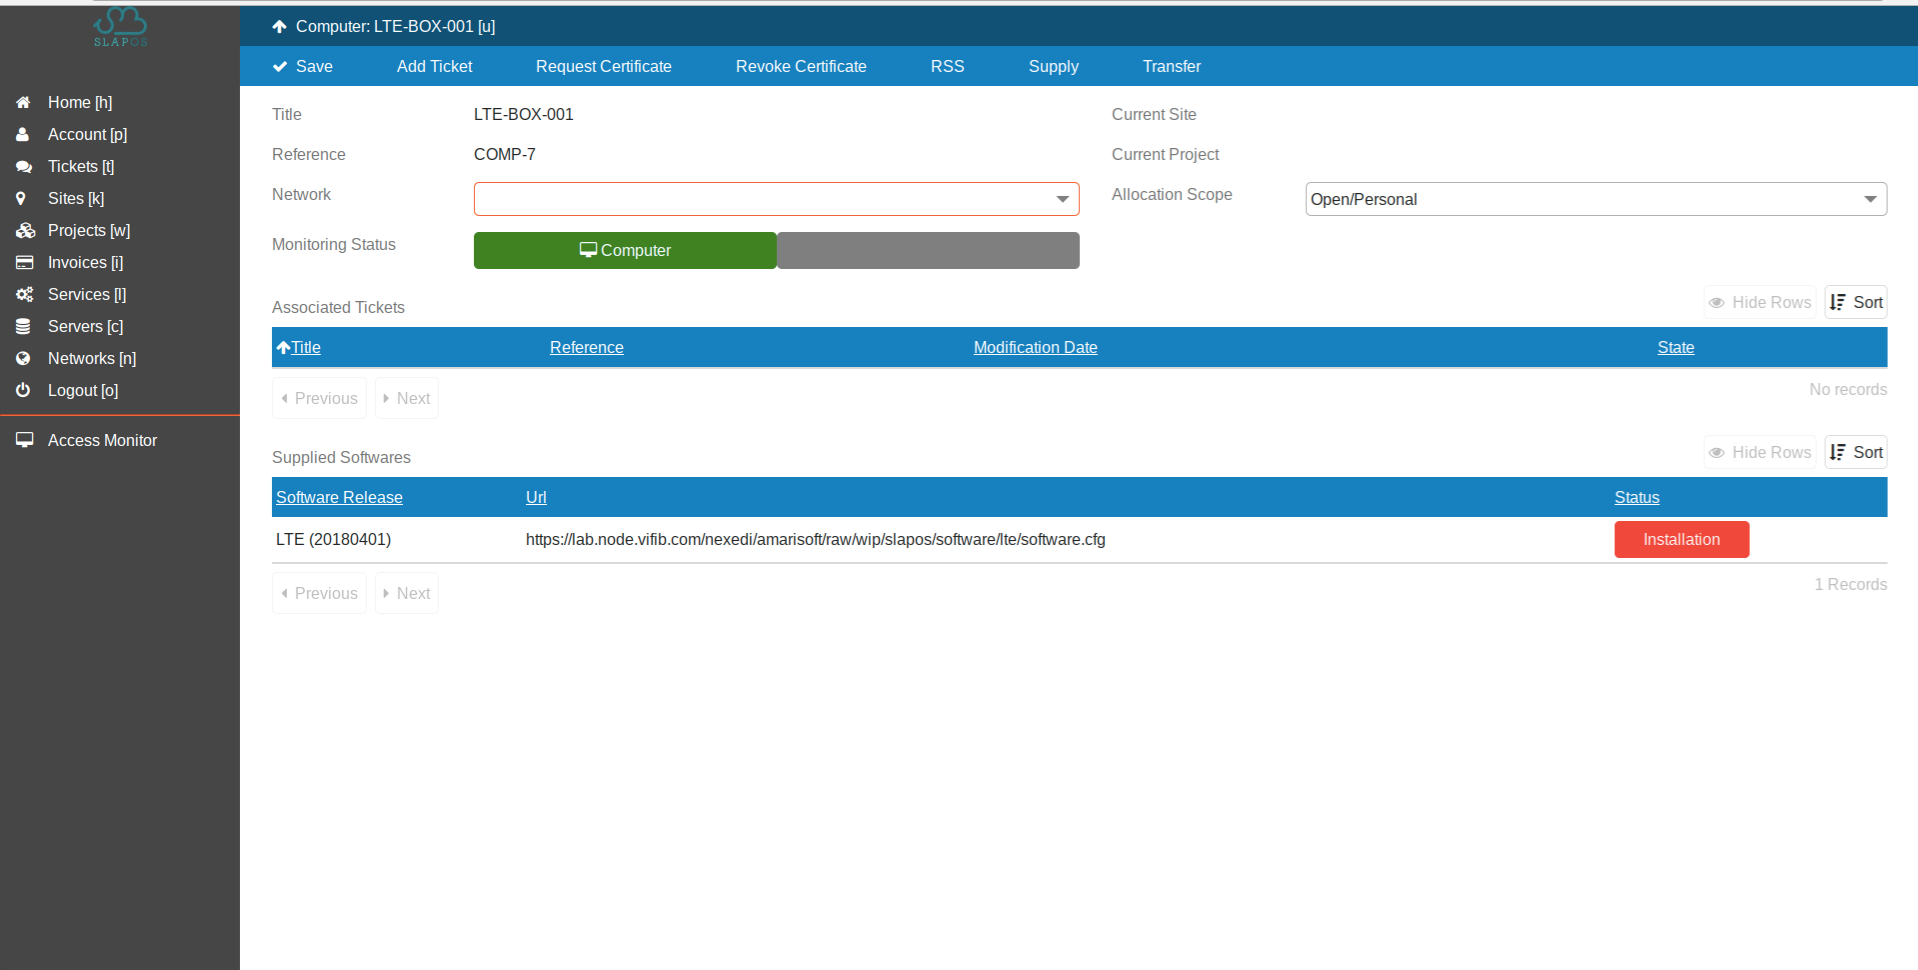 SLAPOS
Computer: LTE-BOX-001 [u]
Save Add Ticket Request Certificate Revoke Certificate RSS Supply Transfer
Home [h]
Account [p]
Tickets [t]
Sites [k]
Projects [w]
Invoices [i]
Services [l]
Servers [c]
Networks [n]
Logout [o]
Access Monitor
Title LTE-BOX-001 Current Site
Reference COMP-7 Current Project
Network Allocation Scope Open/Personal
Monitoring Status Computer
Associated Tickets Hide Rows Sort
Title Reference Modification Date State
Previous Next No records
Supplied Softwares Hide Rows Sort
Software Release Url Status
LTE (20180401) https://lab.node.vifib.com/nexedi/amarisoft/raw/wip/slapos/software/lte/software.cfg Installation
Previous Next 1 Records